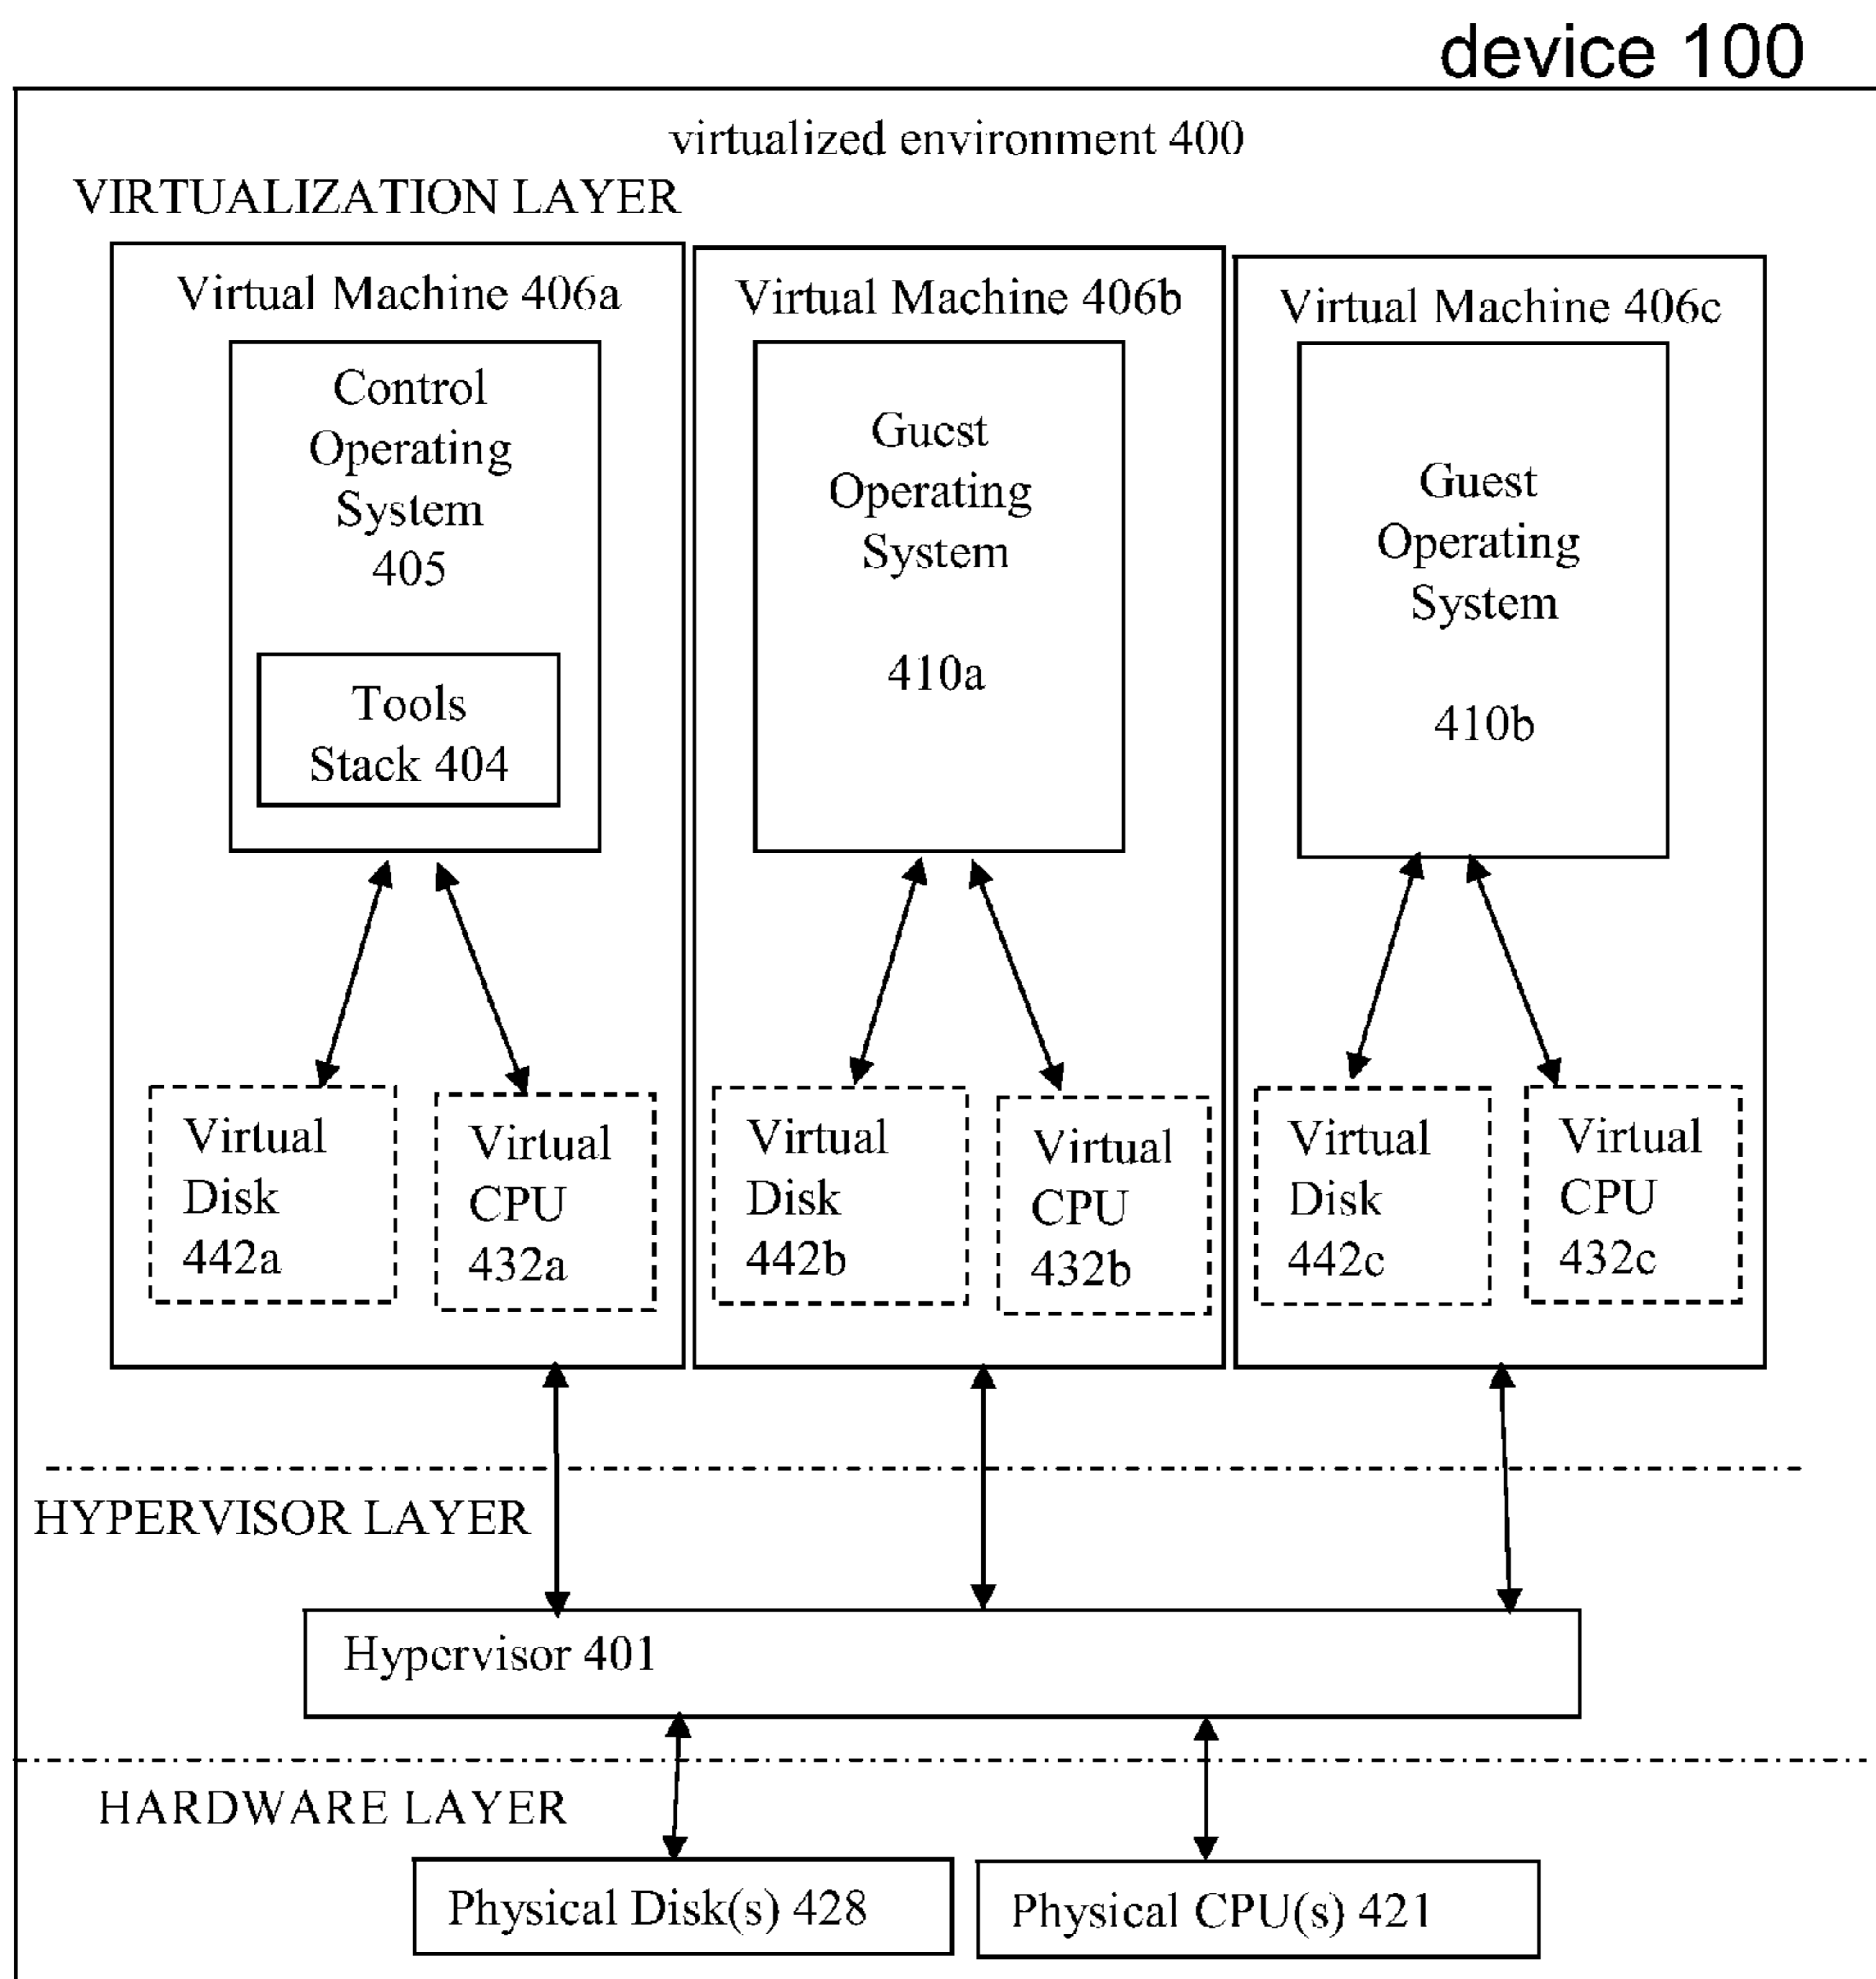 device 100
virtualized environment 400
VIRTUALIZATION LAYER
Virtual Machine 406a
Control
Operating
System
405
Tools
Stack 404
Virtual
Disk
442a
Virtual
CPU
432a
Virtual Machine 406b
Guest
Operating
System
410a
Virtual
Disk
442b
Virtual
CPU
432b
Virtual Machine 406c
Guest
Operating
System
410b
Virtual
Disk
442c
Virtual
CPU
432c
HYPERVISOR LAYER
Hypervisor 401
HARDWARE LAYER
Physical Disk(s) 428
Physical CPU(s) 421